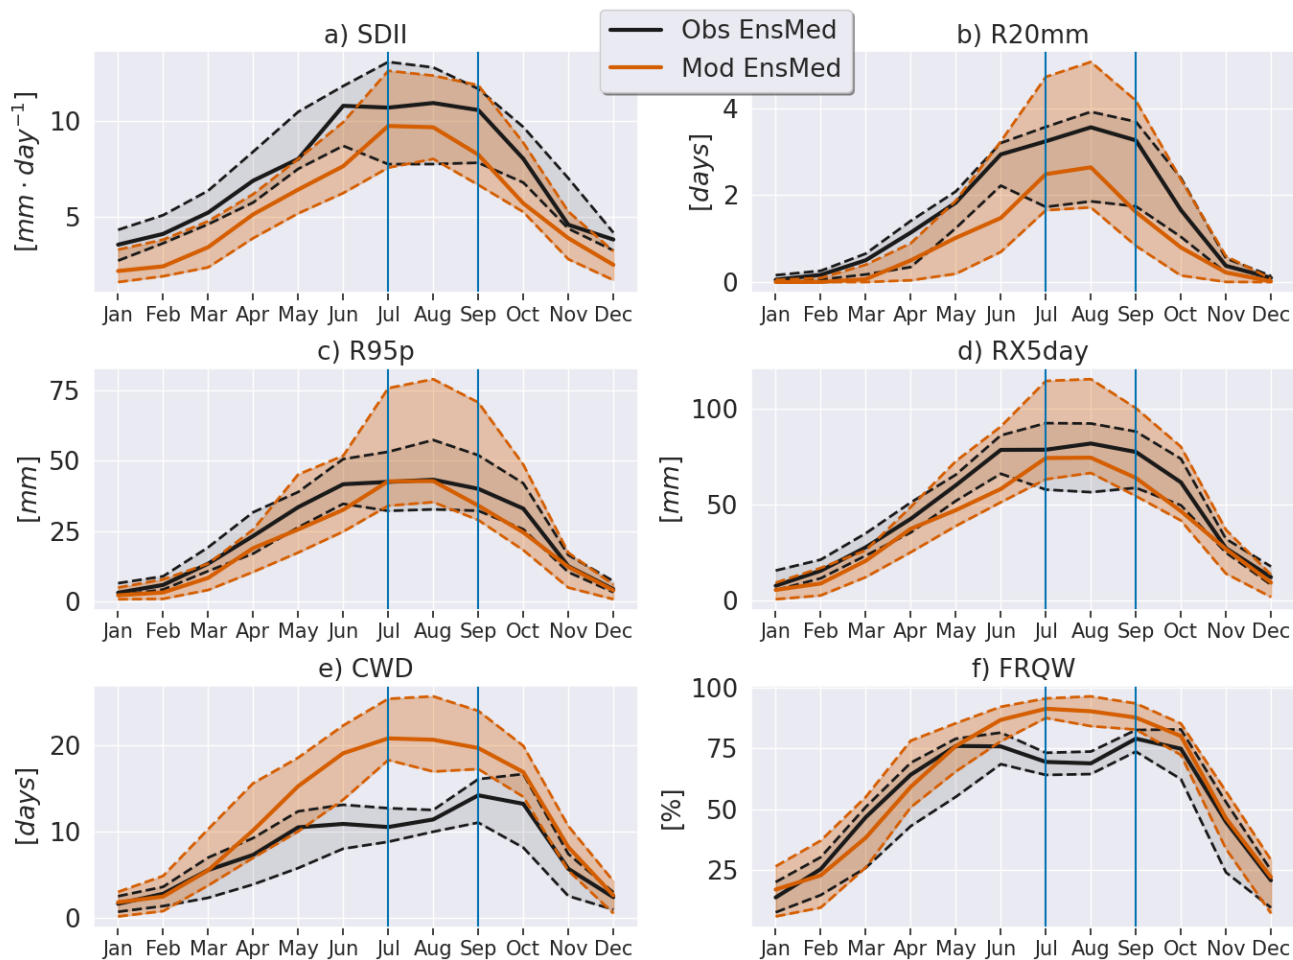 a) SDII
Obs EnsMed
Mod EnsMed
b) R20mm
[mm · day⁻¹]
10
5
Jan Feb Mar Apr May Jun Jul Aug Sep Oct Nov Dec
[days]
4
2
0
Jan Feb Mar Apr May Jun Jul Aug Sep Oct Nov Dec
c) R95p
[mm]
75
50
25
0
Jan Feb Mar Apr May Jun Jul Aug Sep Oct Nov Dec
d) RX5day
[mm]
100
50
0
Jan Feb Mar Apr May Jun Jul Aug Sep Oct Nov Dec
e) CWD
[days]
20
10
0
Jan Feb Mar Apr May Jun Jul Aug Sep Oct Nov Dec
f) FRQW
[%]
100
75
50
25
Jan Feb Mar Apr May Jun Jul Aug Sep Oct Nov Dec